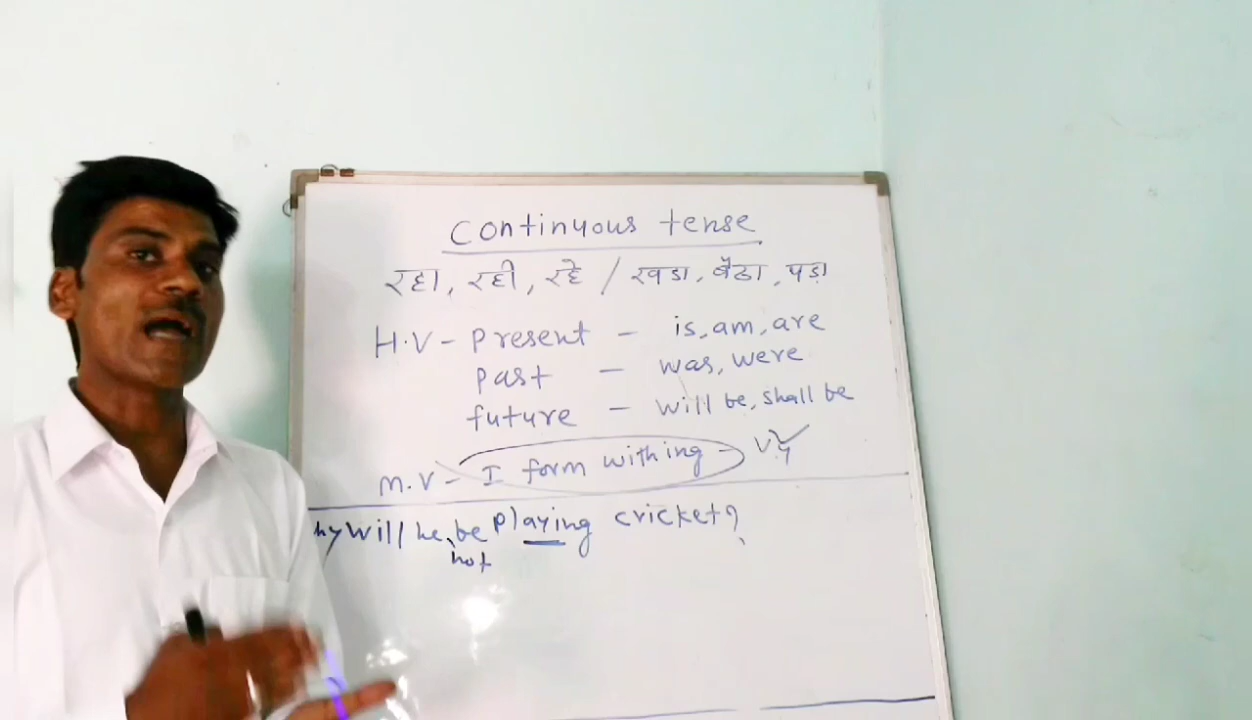 Continuous tense
रहा, रही, रहे / खडा, बैठा, पड़ा
H.V - Present - is, am, are
Past - was, were
future - will be, shall be
M.V - I form with ing -
hy Will he, be playing cricket?
not